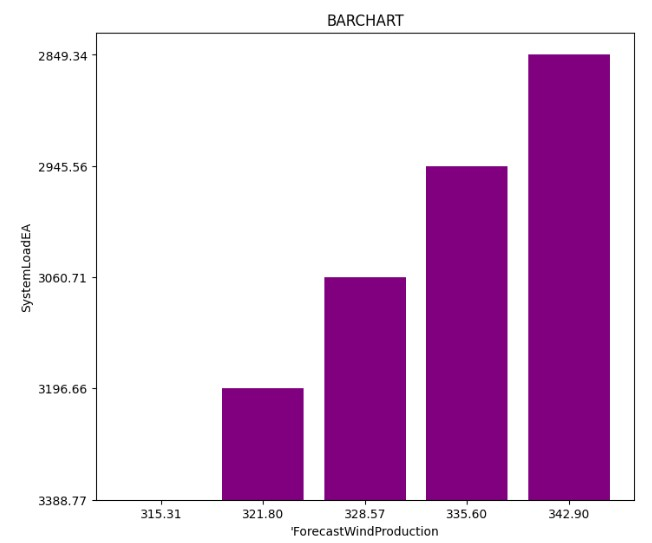 BARCHART
2849.34
2945.56
3060.71
3196.66
3388.77
SystemLoadEA
315.31 321.80 328.57 335.60 342.90
'ForecastWindProduction